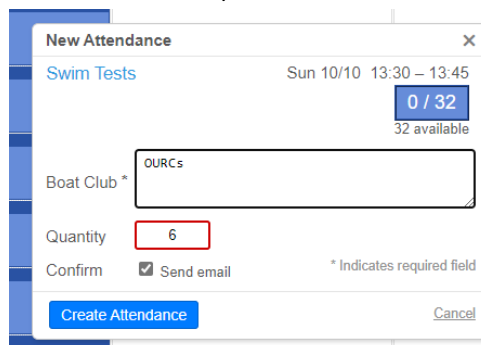 New Attendance ×
Swim Tests Sun 10/10 13:30 – 13:45
0 / 32
32 available
Boat Club * OURCs
Quantity 6
Confirm Send email * Indicates required field
Create Attendance Cancel